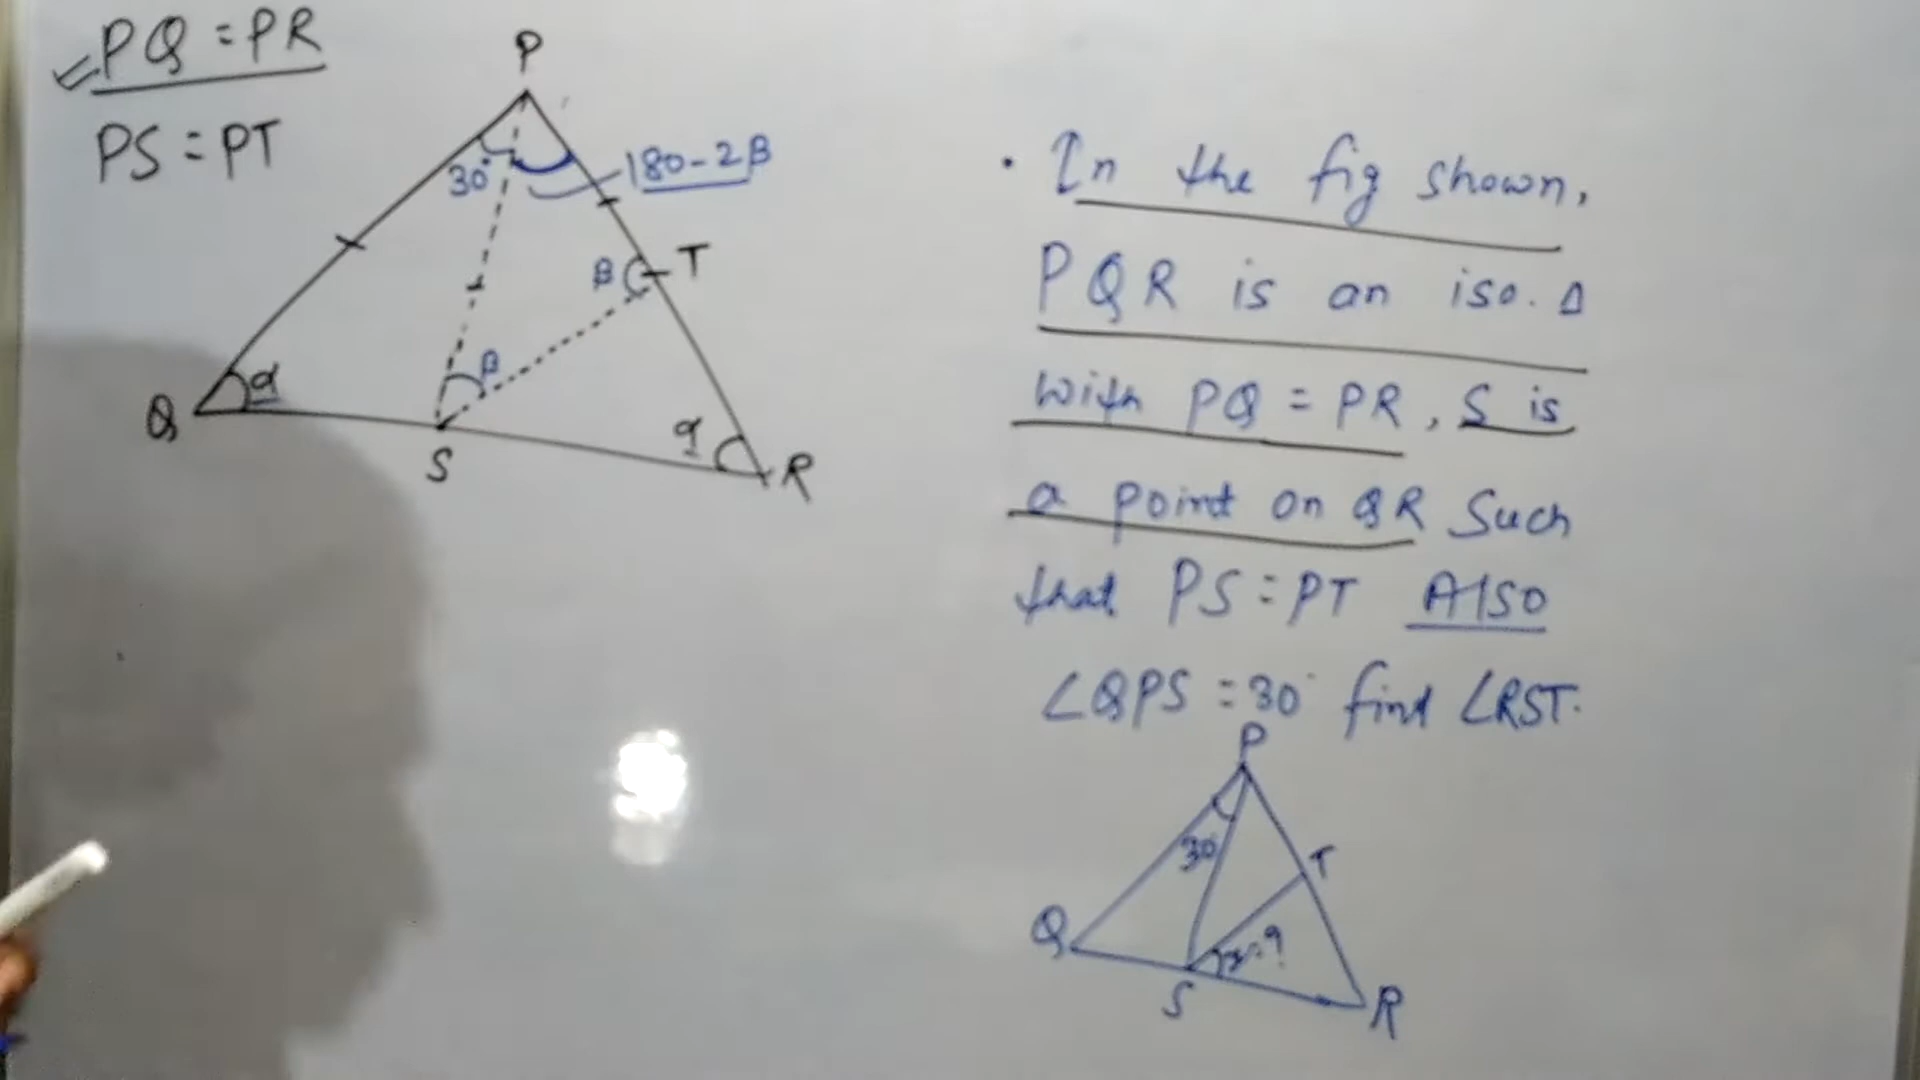 PQ = PR
PS = PT
P
30°
180-2β
β
T
β
α
Q
S
α
R
• In the fig shown,
PQR is an iso. Δ
with PQ = PR, S is
a point on QR Such
that PS = PT Also
∠QPS = 30° find ∠RST.
P
30
T
Q
x=?
S
R